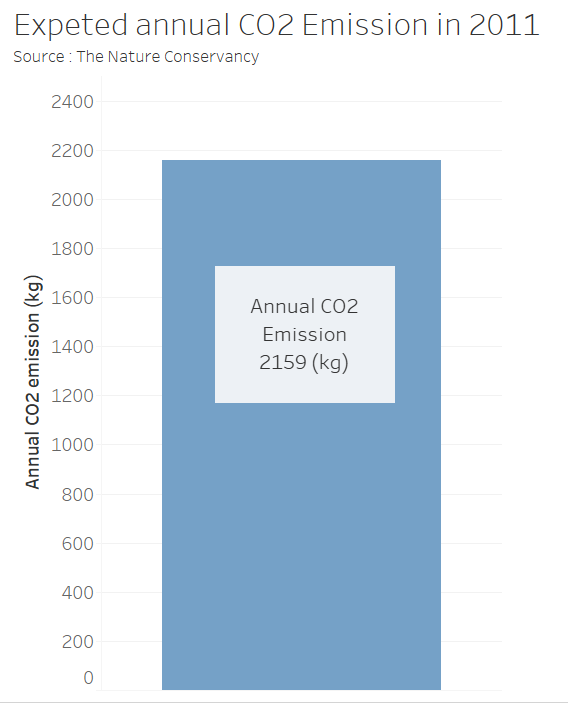 Expeted annual CO2 Emission in 2011
Source : The Nature Conservancy
2400
2200
2000
1800
1600
1400
1200
1000
800
600
400
200
0
Annual CO2 emission (kg)
Annual CO2
Emission
2159 (kg)